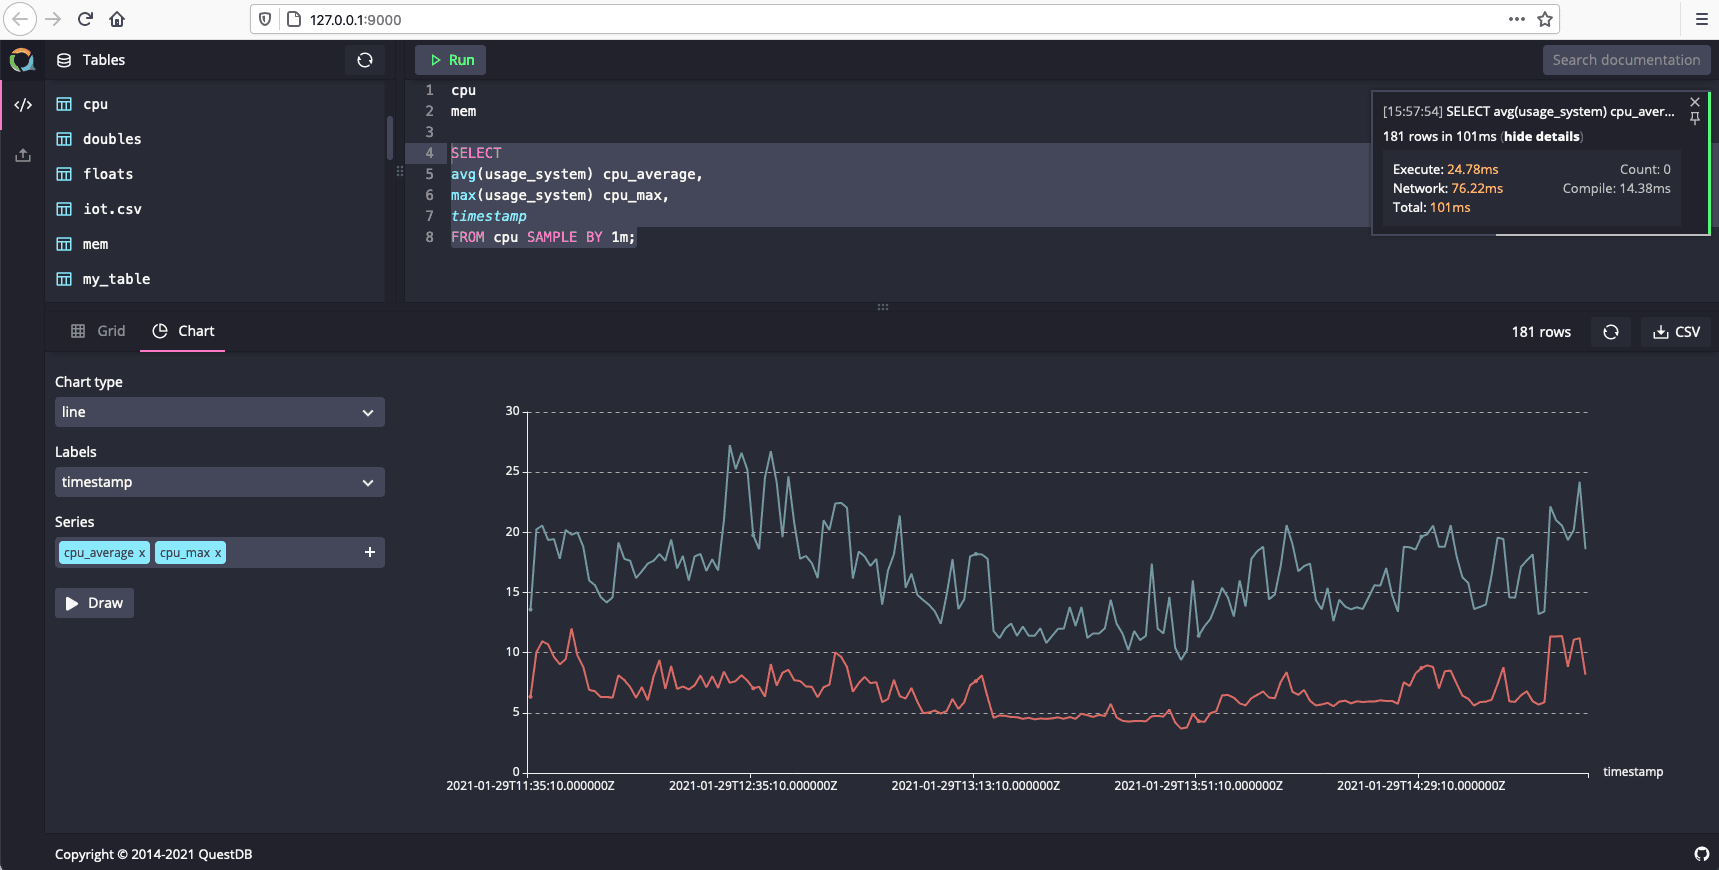 127.0.0.1:9000
Tables
Run
Search documentation
cpu
doubles
floats
iot.csv
mem
my_table
1 cpu
2 mem
3
4 SELECT
5 avg(usage_system) cpu_average,
6 max(usage_system) cpu_max,
7 timestamp
8 FROM cpu SAMPLE BY 1m;
[15:57:54] SELECT avg(usage_system) cpu_aver...
181 rows in 101ms (hide details)
Execute: 24.78ms Count: 0
Network: 76.22ms Compile: 14.38ms
Total: 101ms
Grid Chart 181 rows CSV
Chart type
line
Labels
timestamp
Series
cpu_average x cpu_max x +
Draw
30
25
20
15
10
5
0
2021-01-29T11:35:10.000000Z 2021-01-29T12:35:10.000000Z 2021-01-29T13:13:10.000000Z 2021-01-29T13:51:10.000000Z 2021-01-29T14:29:10.000000Z
timestamp
Copyright © 2014-2021 QuestDB